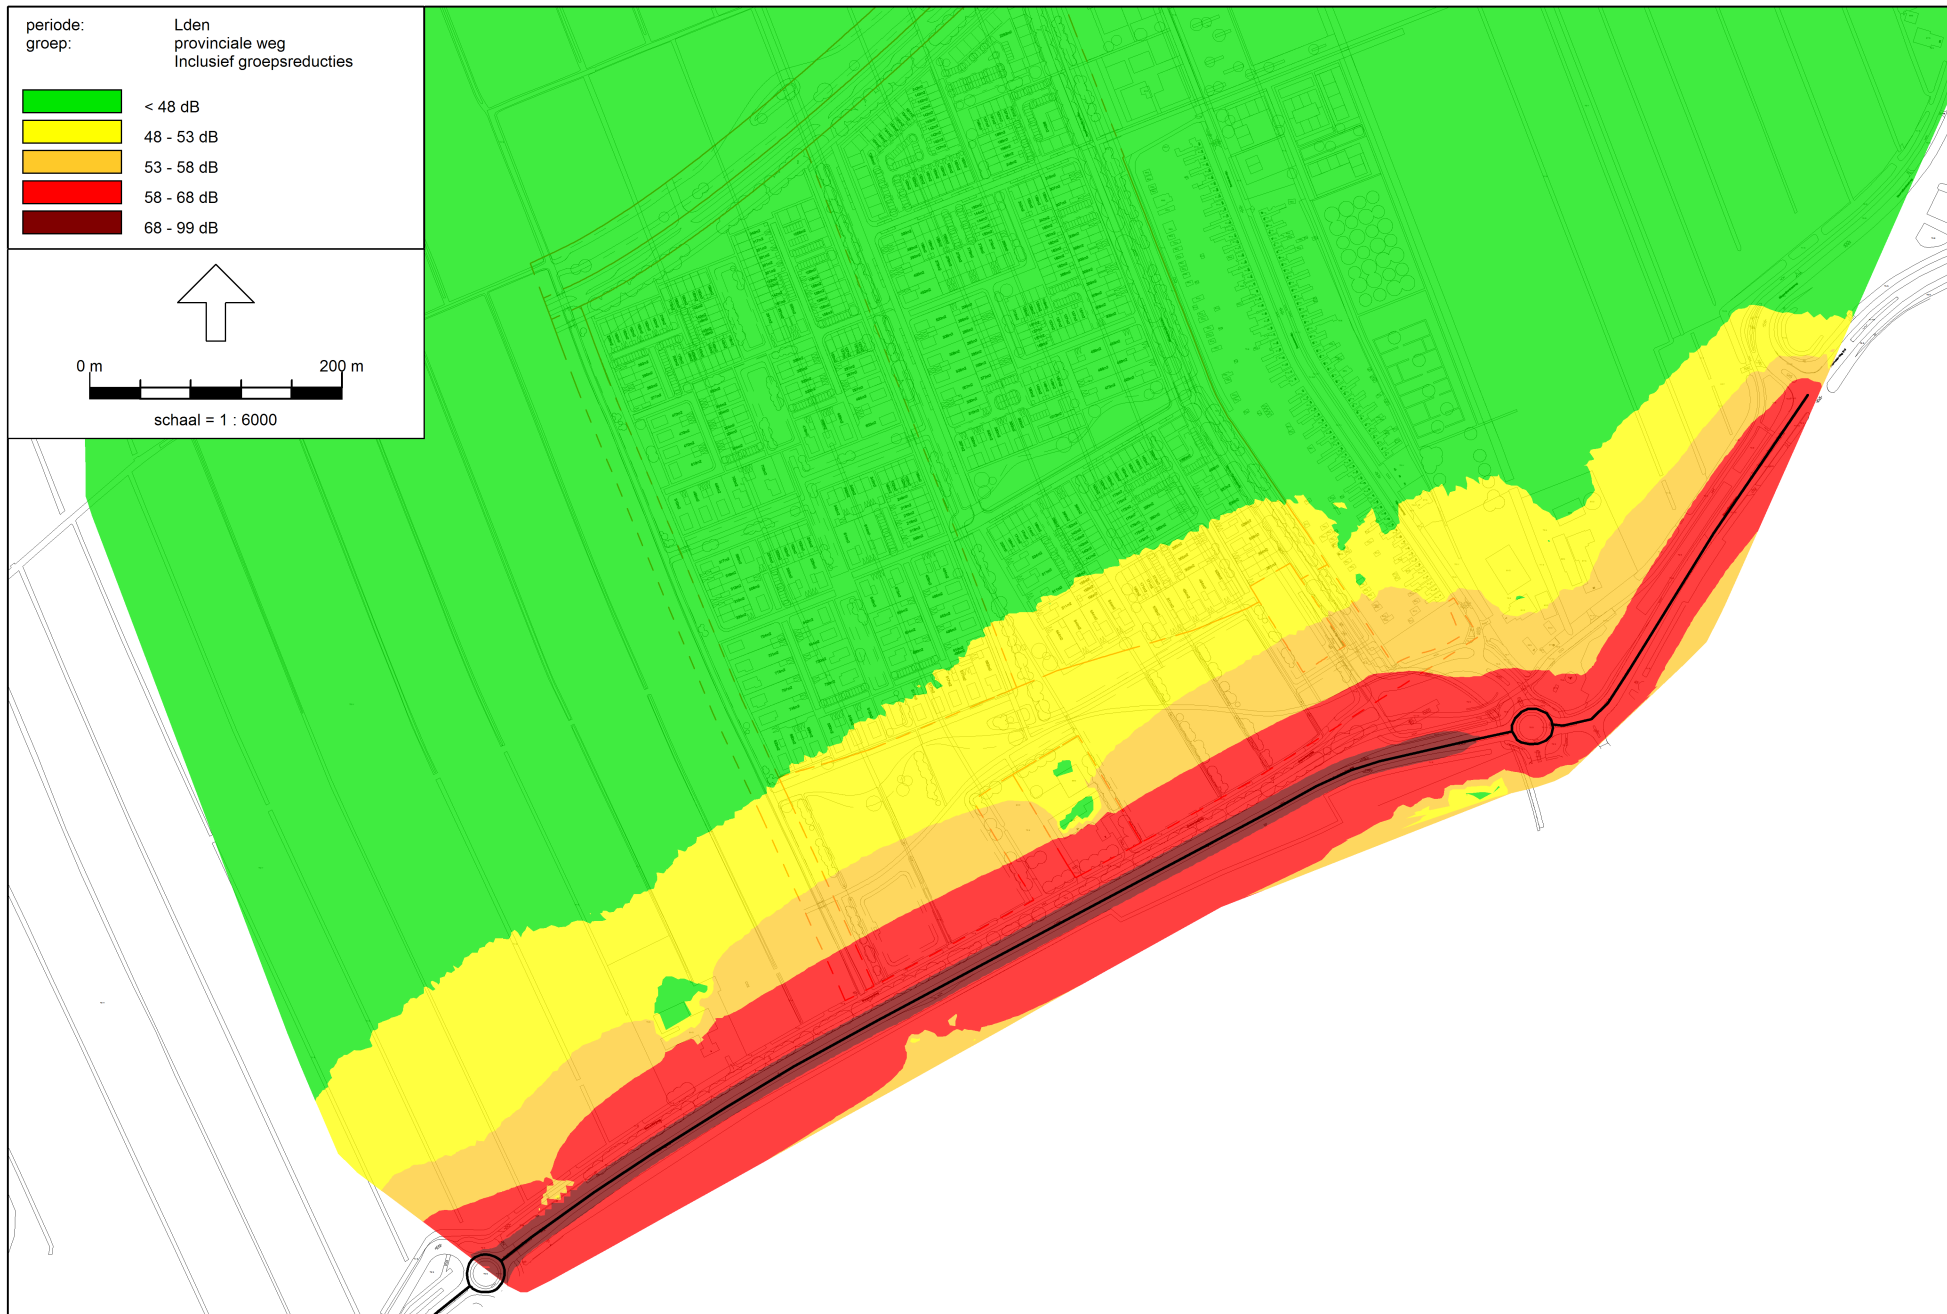 periode: Lden
groep: provinciale weg
Inclusief groepsreducties
< 48 dB
48 - 53 dB
53 - 58 dB
58 - 68 dB
68 - 99 dB
0 m 200 m
schaal = 1 : 6000